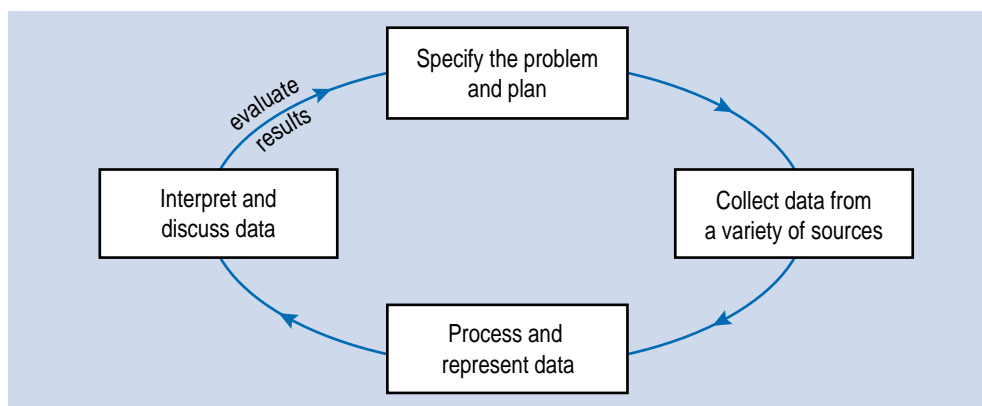 Specify the problem
and plan
evaluate
results
Interpret and
discuss data
Collect data from
a variety of sources
Process and
represent data